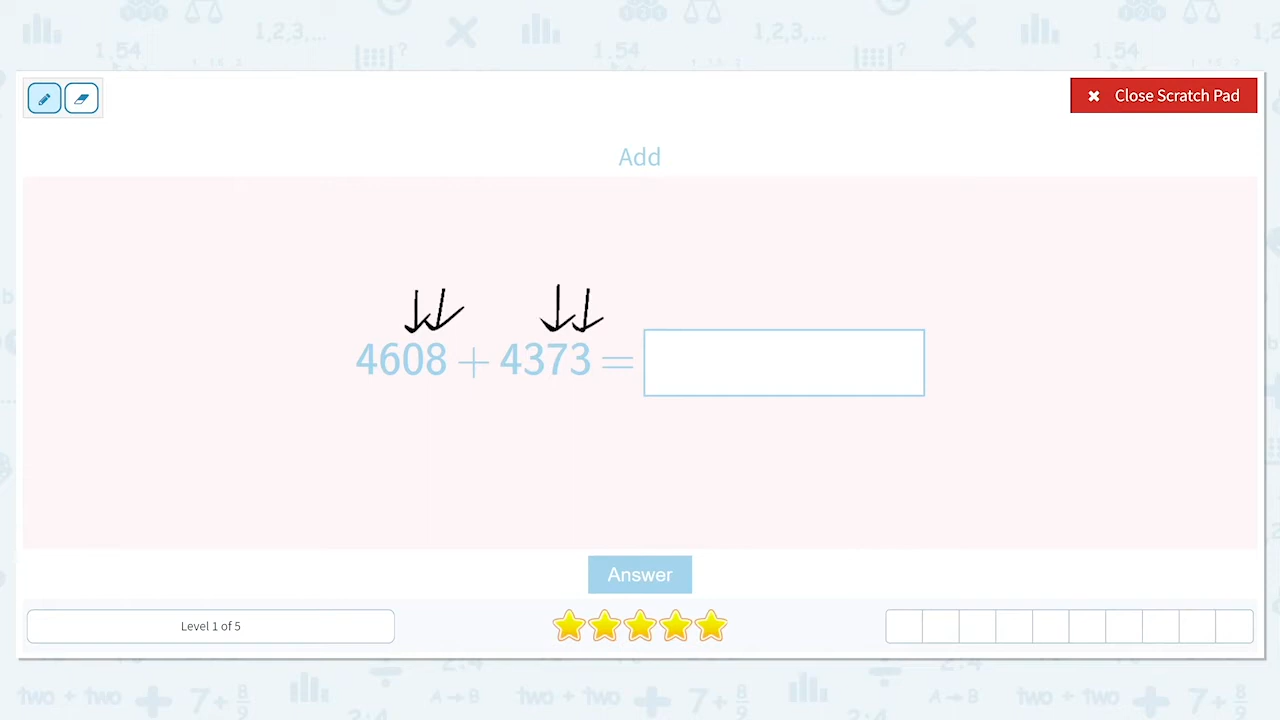 Close Scratch Pad
Add
4608 + 4373 =
Answer
Level 1 of 5